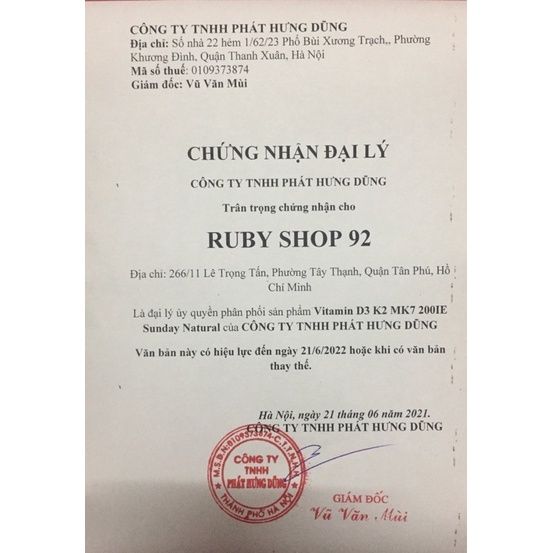 CÔNG TY TNHH PHÁT HƯNG DŨNG
Địa chỉ: Số nhà 22 hẻm 1/62/23 Phố Bùi Xương Trạch,, Phường
Khương Đình, Quận Thanh Xuân, Hà Nội
Mã số thuế: 0109373874
Giám đốc: Vũ Văn Mùi
CHỨNG NHẬN ĐẠI LÝ
CÔNG TY TNHH PHÁT HƯNG DŨNG
Trân trọng chứng nhận cho
RUBY SHOP 92
Địa chỉ: 266/11 Lê Trọng Tấn, Phường Tây Thạnh, Quận Tân Phú, Hồ
Chí Minh
Là đại lý ủy quyền phân phối sản phẩm Vitamin D3 K2 MK7 200IE
Sunday Natural của CÔNG TY TNHH PHÁT HƯNG DŨNG
Văn bản này có hiệu lực đến ngày 21/6/2022 hoặc khi có văn bản
thay thế.
Hà Nội, ngày 21 tháng 06 năm 2021.
CÔNG TY TNHH PHÁT HƯNG DŨNG
M.S.D.N:0109373874-C.T.T.N.H.H
CÔNG TY
TNHH
PHÁT HƯNG DŨNG
THÀNH PHỐ HÀ NỘI
GIÁM ĐỐC
Vũ Văn Mùi